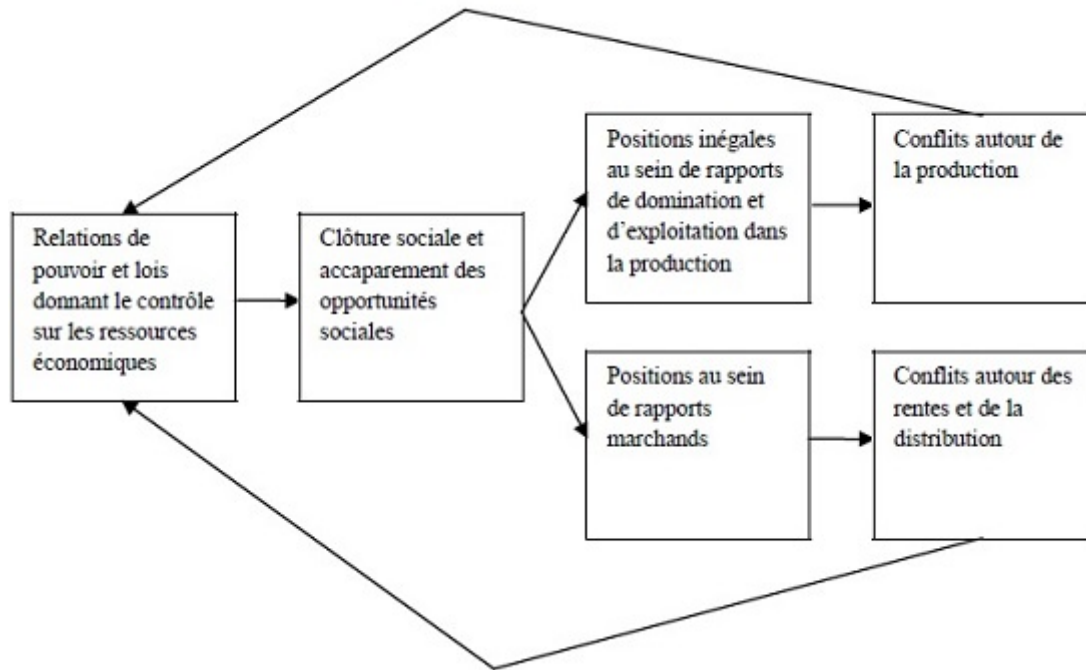 Relations de
pouvoir et lois
donnant le contrôle
sur les ressources
économiques
Clôture sociale et
accaparement des
opportunités
sociales
Positions inégales
au sein de rapports
de domination et
d'exploitation dans
la production
Conflits autour de
la production
Positions au sein
de rapports
marchands
Conflits autour des
rentes et de la
distribution